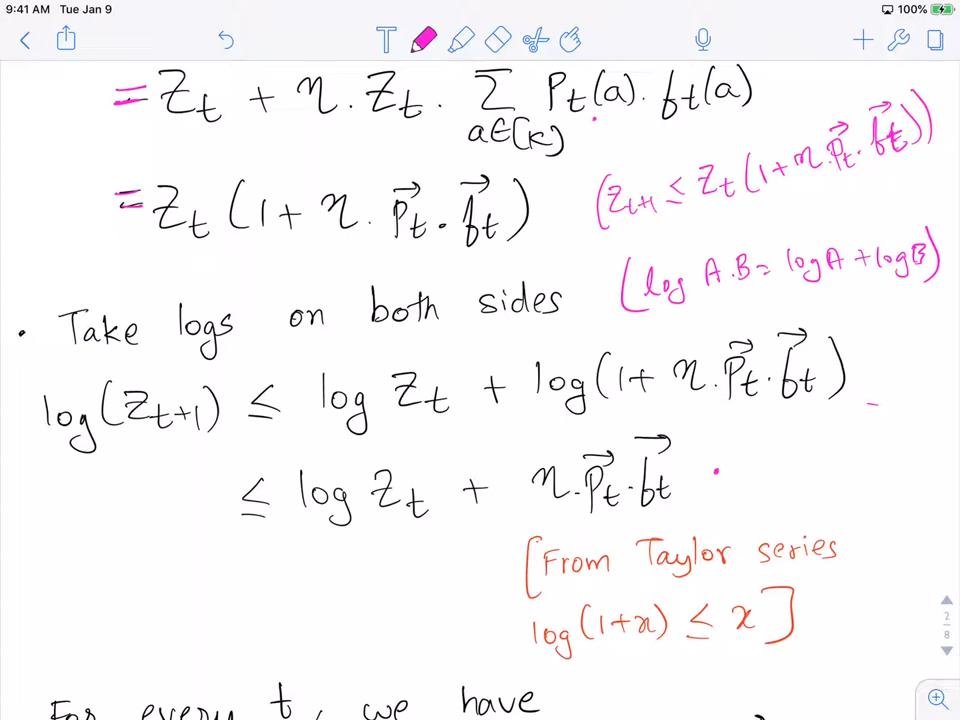 9:41 AM Tue Jan 9
100%
= Z_t + η . Z_t . Σ_{a∈[K]} P_t(a) . f_t(a)
= Z_t (1 + η . P⃗_t . f⃗_t)
(Z_{t+1} ≤ Z_t (1 + η . P⃗_t . f⃗_t))
(log A.B = log A + log B)
• Take logs on both sides
log(Z_{t+1}) ≤ log Z_t + log(1 + η . P⃗_t . f⃗_t)
≤ log Z_t + η . P⃗_t . f⃗_t
[From Taylor series
log(1+x) ≤ x]
2
8
For every t, we have